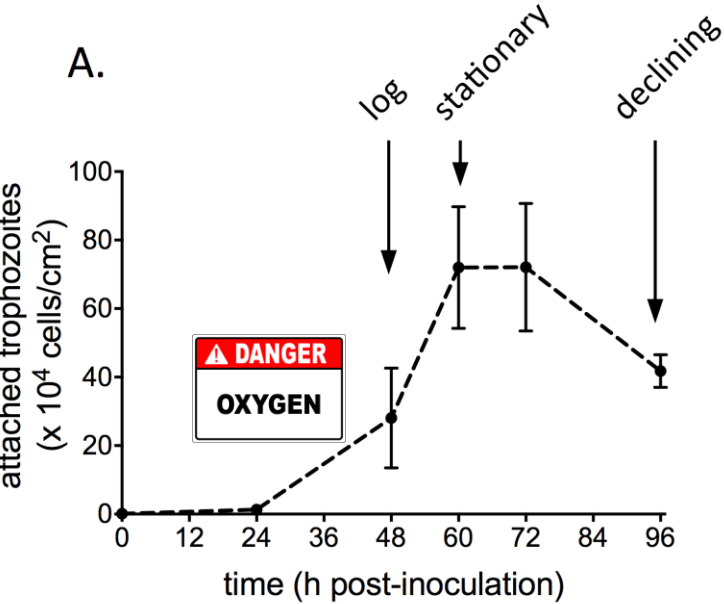 A.
log
stationary
declining
attached trophozoites
(x 10⁴ cells/cm²)
100
80
60
40
20
0
DANGER
OXYGEN
0 12 24 36 48 60 72 84 96
time (h post-inoculation)